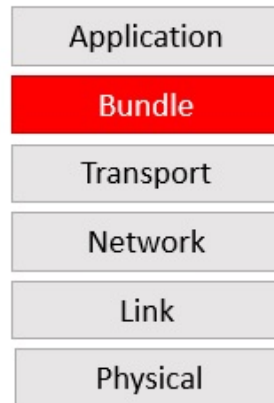 Application
Bundle
Transport
Network
Link
Physical